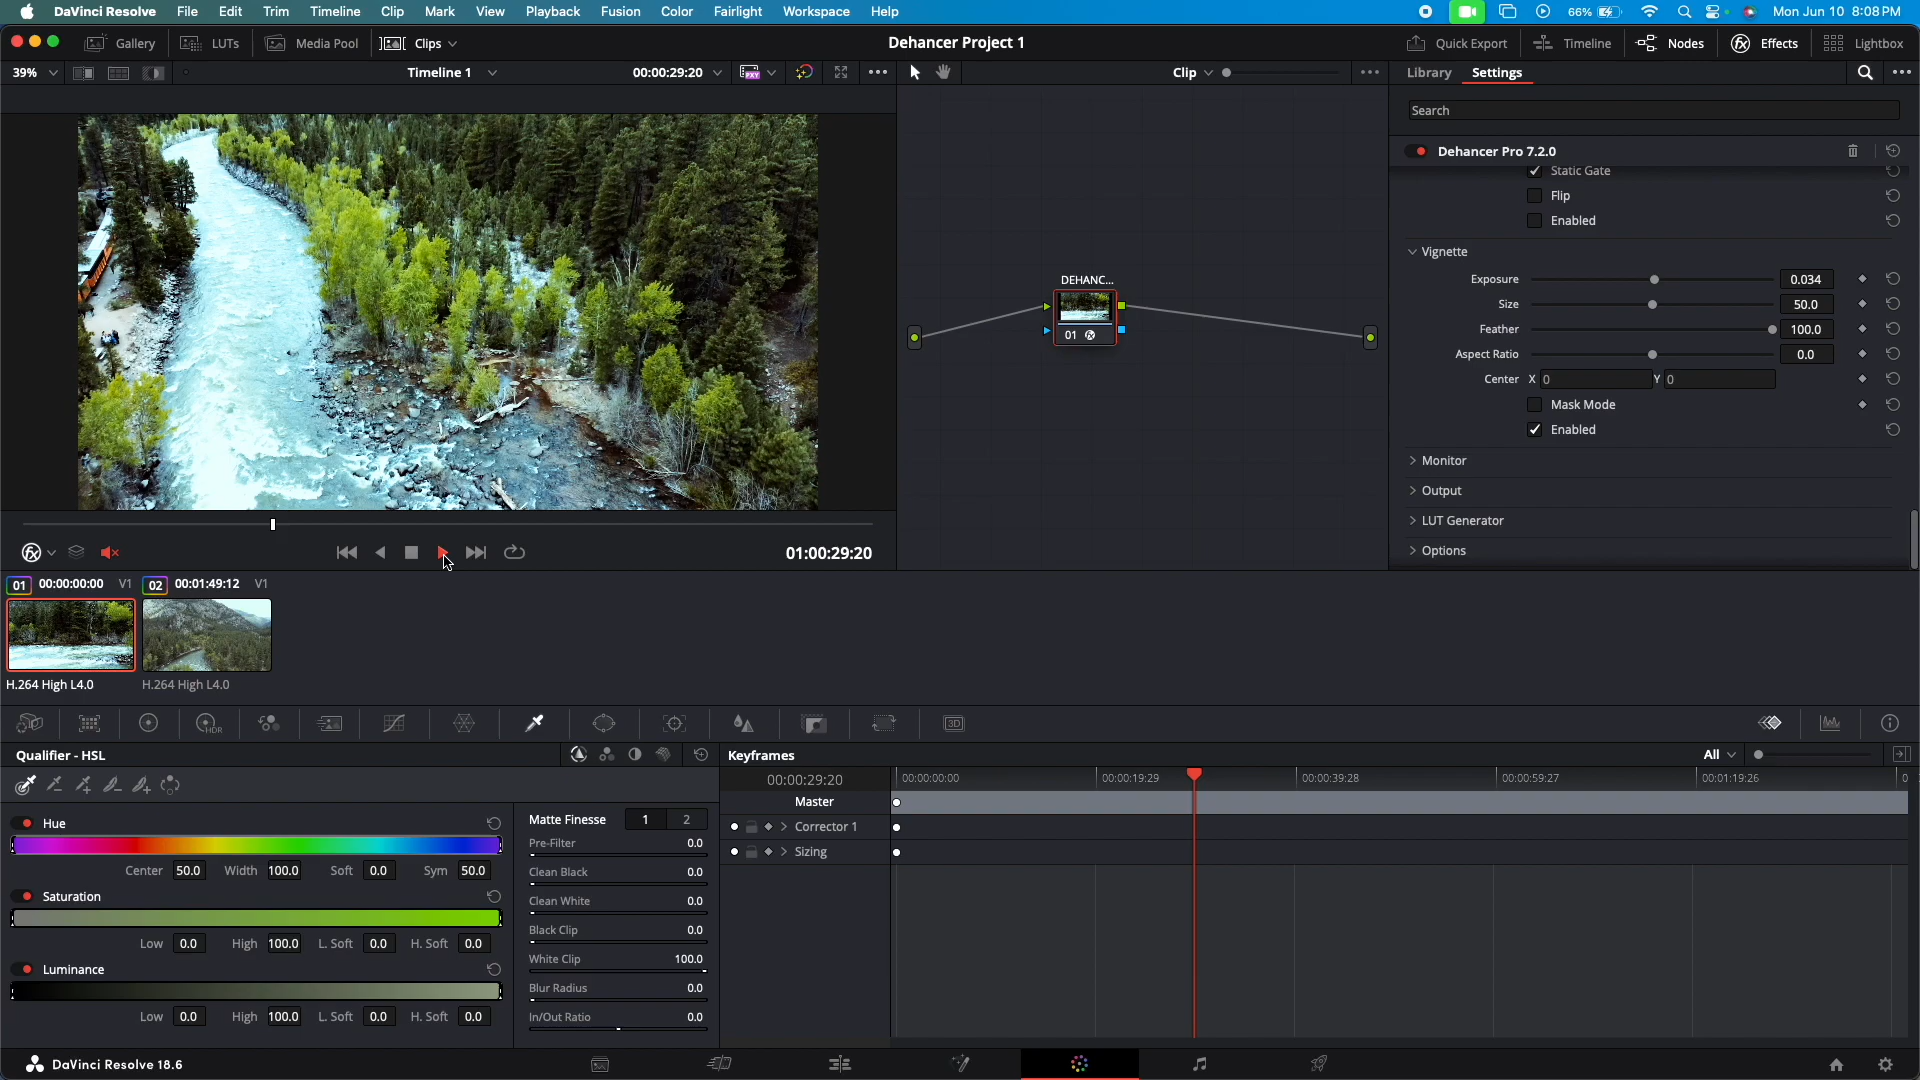 DaVinci Resolve File Edit Trim Timeline Clip Mark View Playback Fusion Color Fairlight Workspace Help 66% Mon Jun 10 8:08 PM
Gallery LUTs Media Pool Clips Dehancer Project 1 Quick Export Timeline Nodes Effects Lightbox
39% Timeline 1 00:00:29:20 PXY Clip Library Settings
Search
Dehancer Pro 7.2.0
Static Gate
Flip
Enabled
Vignette
Exposure 0.034
Size 50.0
Feather 100.0
Aspect Ratio 0.0
Center X 0 Y 0
Mask Mode
Enabled
Monitor
Output
LUT Generator
Options
DEHANC...
01
01:00:29:20
01 00:00:00:00 V1 02 00:01:49:12 V1
H.264 High L4.0 H.264 High L4.0
HDR 3D
Qualifier - HSL
Hue
Center 50.0 Width 100.0 Soft 0.0 Sym 50.0
Saturation
Low 0.0 High 100.0 L. Soft 0.0 H. Soft 0.0
Luminance
Low 0.0 High 100.0 L. Soft 0.0 H. Soft 0.0
Matte Finesse 1 2
Pre-Filter 0.0
Clean Black 0.0
Clean White 0.0
Black Clip 0.0
White Clip 100.0
Blur Radius 0.0
In/Out Ratio 0.0
Keyframes All
00:00:29:20 00:00:00:00 00:00:19:29 00:00:39:28 00:00:59:27 00:01:19:26 0
Master
Corrector 1
Sizing
DaVinci Resolve 18.6